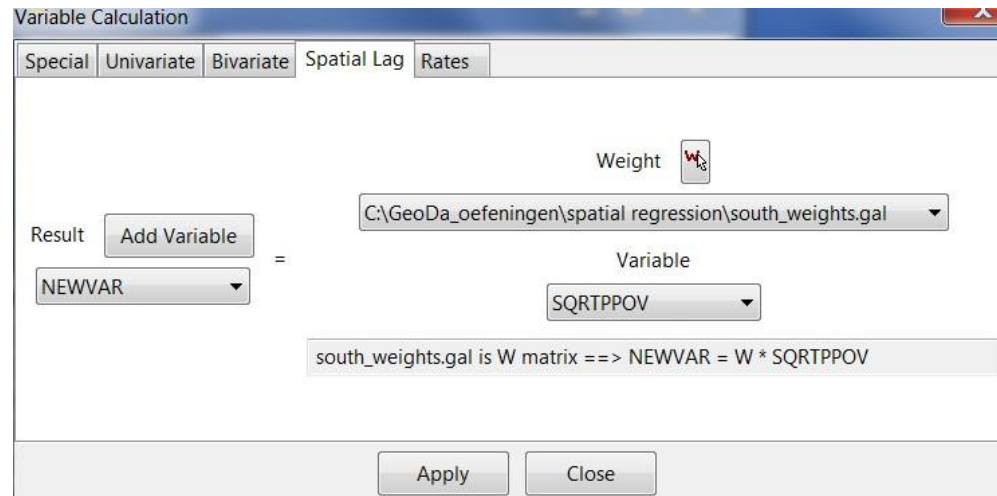 Variable Calculation
Special Univariate Bivariate Spatial Lag Rates
Weight W
C:\GeoDa_oefeningen\spatial regression\south_weights.gal
Result Add Variable
=
Variable
NEWVAR
SQRTPPOV
south_weights.gal is W matrix ==> NEWVAR = W * SQRTPPOV
Apply Close